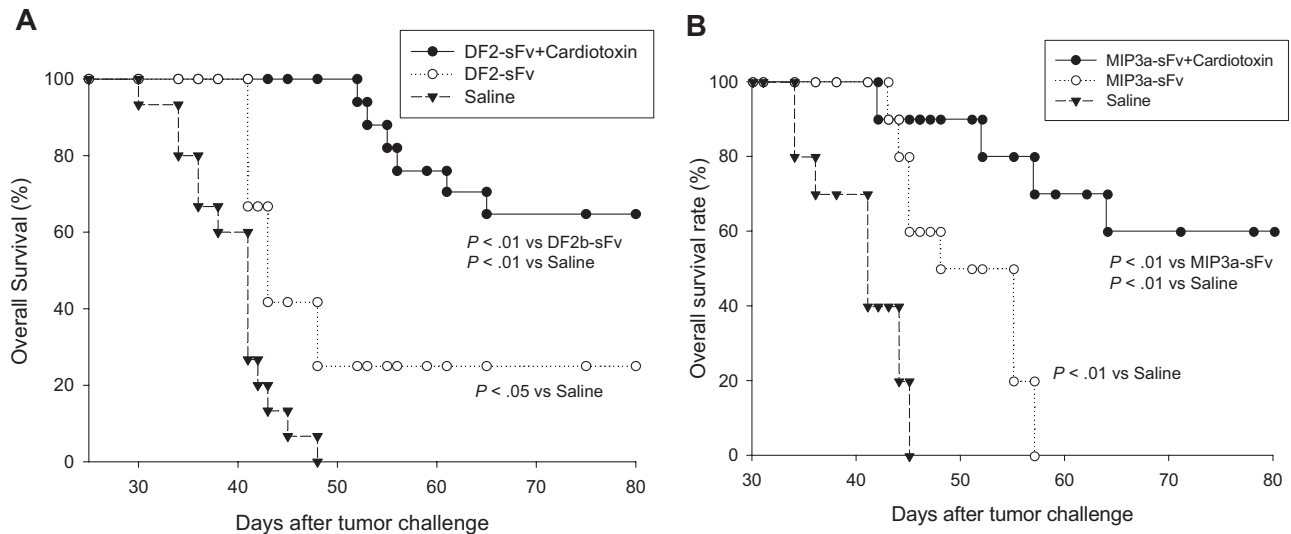 A
DF2-sFv+Cardiotoxin
DF2-sFv
Saline
100
80
60
40
20
0
Overall Survival (%)
P < .01 vs DF2b-sFv
P < .01 vs Saline
P < .05 vs Saline
30 40 50 60 70 80
Days after tumor challenge
B
MIP3a-sFv+Cardiotoxin
MIP3a-sFv
Saline
100
80
60
40
20
0
Overall survival rate (%)
P < .01 vs MIP3a-sFv
P < .01 vs Saline
P < .01 vs Saline
30 40 50 60 70 80
Days after tumor challenge